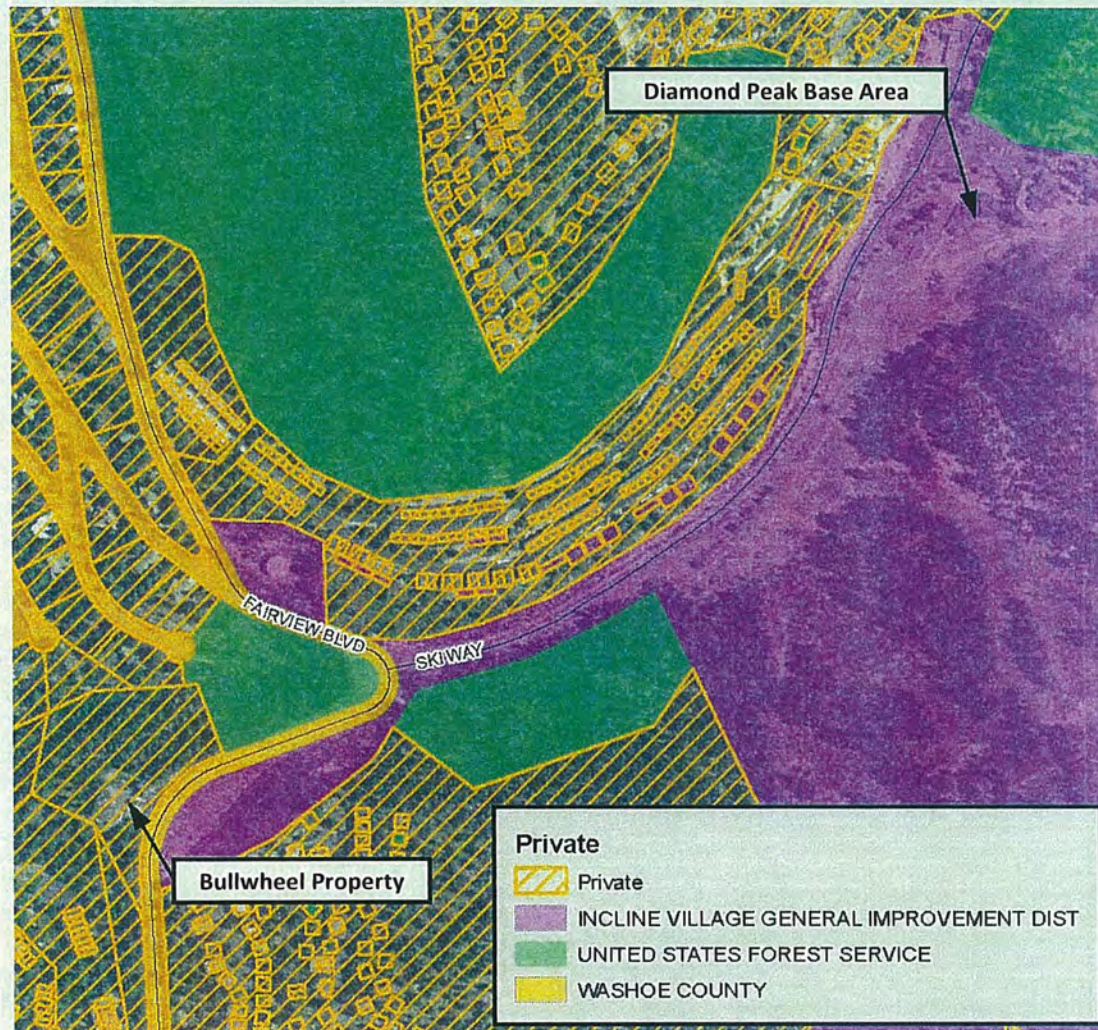 Diamond Peak Base Area
FAIRVIEW BLVD
SKI WAY
Bullwheel Property
Private
Private
INCLINE VILLAGE GENERAL IMPROVEMENT DIST
UNITED STATES FOREST SERVICE
WASHOE COUNTY